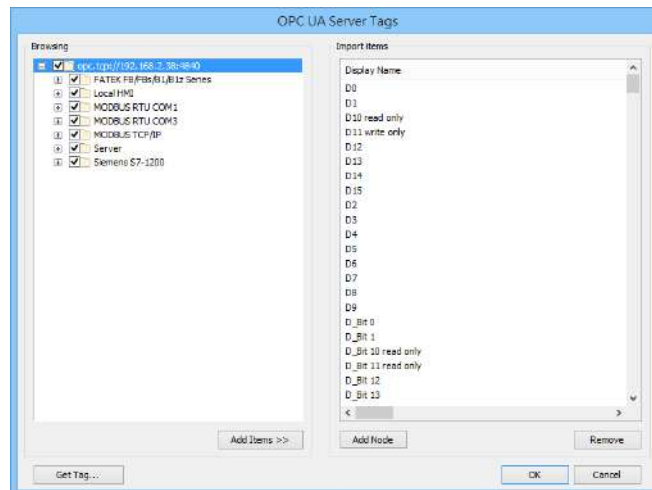 OPC UA Server Tags
Browsing
opc.tcp://192.168.2.38:4840
FATEK FB/FBs/B1/B1z Series
Local HMI
MODBUS RTU COM1
MODBUS RTU COM3
MODBUS TCP/IP
Server
Siemens S7-1200
Add Items >>
Get Tag...
Import items
Display Name
D0
D1
D10 read only
D11 write only
D12
D13
D14
D15
D2
D3
D4
D5
D6
D7
D8
D9
D_Bit 0
D_Bit 1
D_Bit 10 read only
D_Bit 11 read only
D_Bit 12
D_Bit 13
Add Node
Remove
OK
Cancel